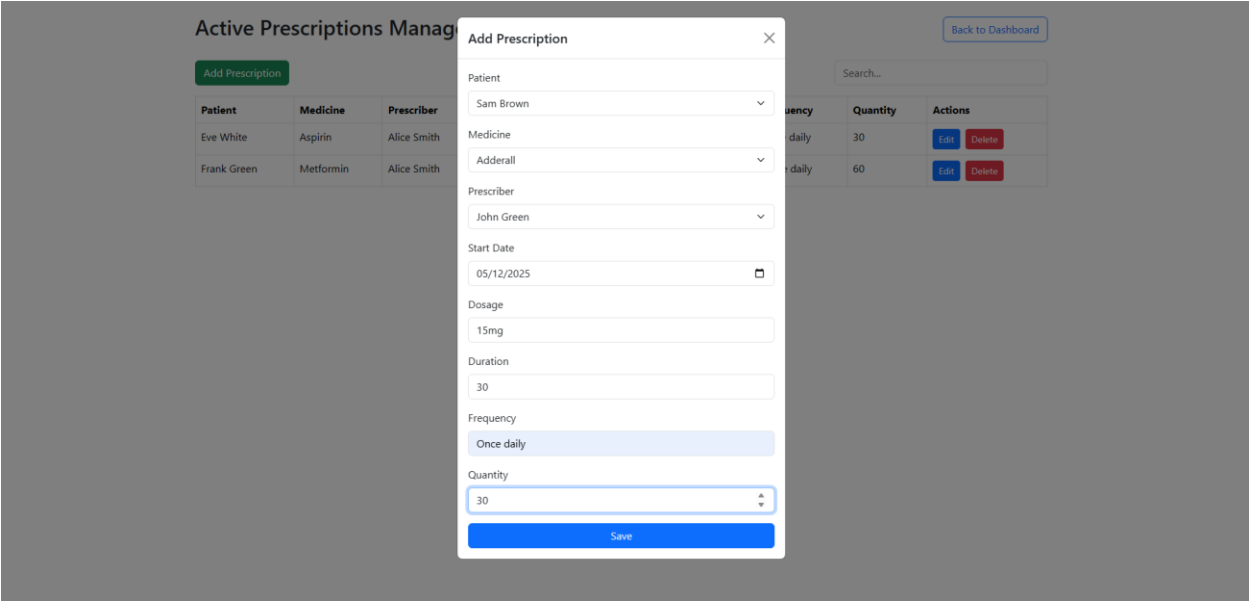 Active Prescriptions Manag
Back to Dashboard
Add Prescription
Search...
Patient Medicine Prescriber uency Quantity Actions
Eve White Aspirin Alice Smith daily 30 Edit Delete
Frank Green Metformin Alice Smith daily 60 Edit Delete
Add Prescription
Patient
Sam Brown
Medicine
Adderall
Prescriber
John Green
Start Date
05/12/2025
Dosage
15mg
Duration
30
Frequency
Once daily
Quantity
30
Save